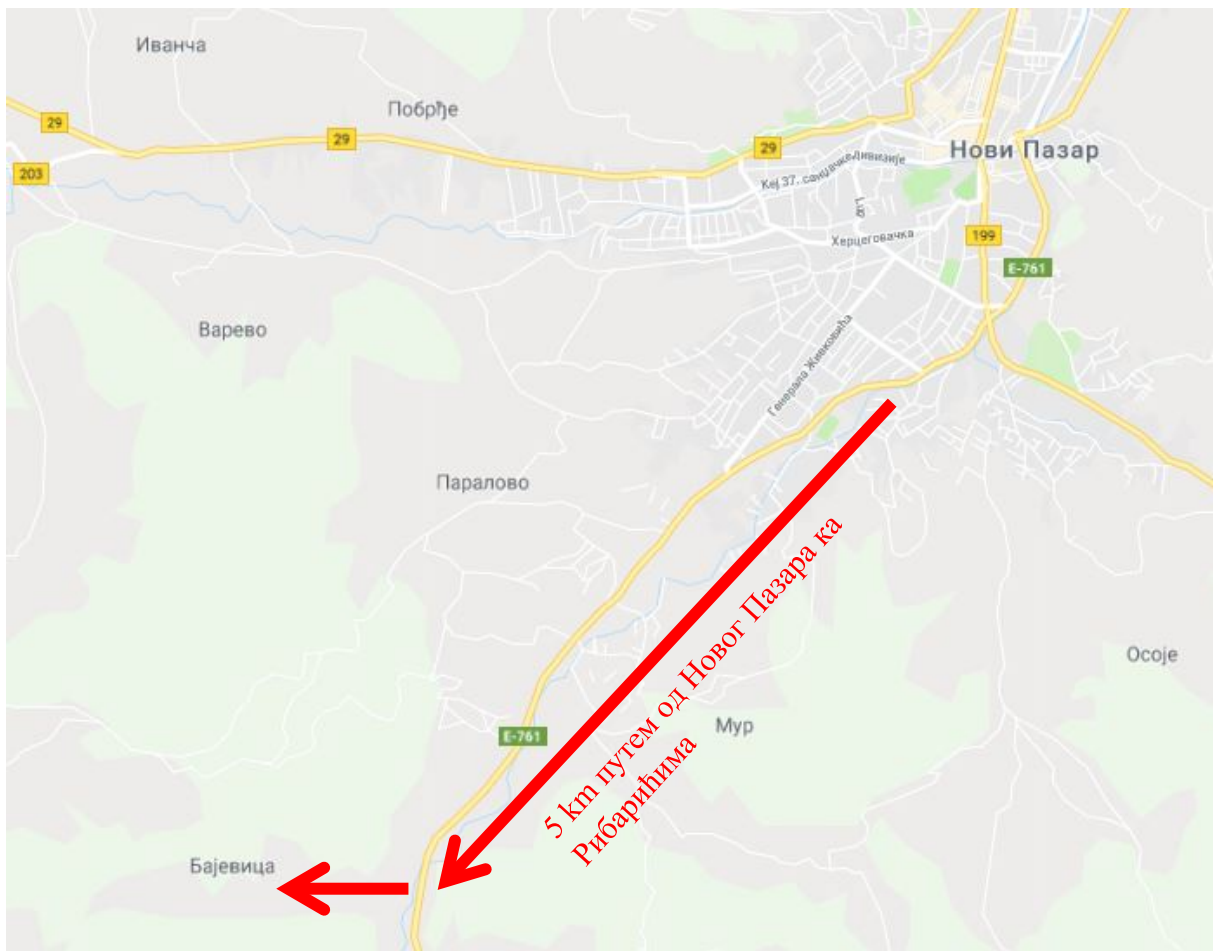 Иванча
Побрђе
29
29
29
203
Нови Пазар
Кеј 37. санџачке дивизије
Lug
Херцеговачка
199
E-761
Варево
Генерала Живковића
Паралово
5 km путем од Новог Пазара ка
Рибарићима
Осоје
Мур
E-761
Бајевица